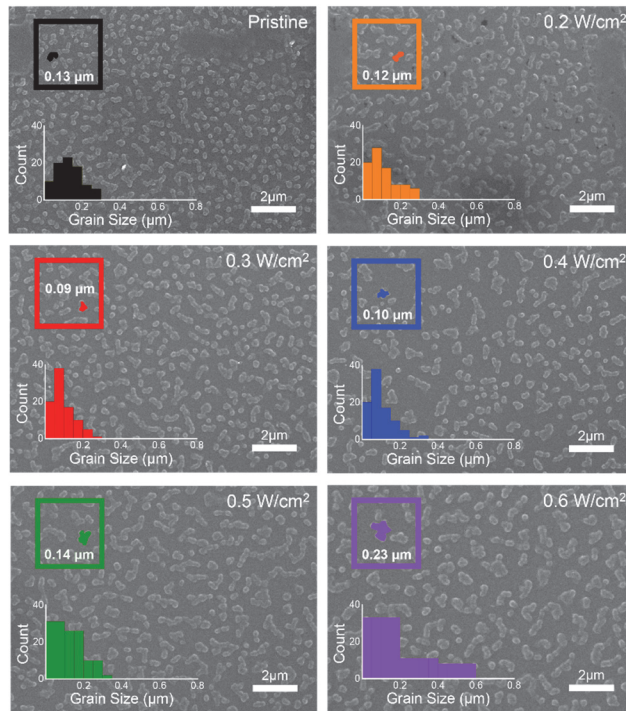 Pristine
0.13 µm
40
20
0
Count
0.2 0.4 0.6 0.8
Grain Size (µm)
2µm
0.2 W/cm²
0.12 µm
40
20
0
Count
0.2 0.4 0.6 0.8
Grain Size (µm)
2µm
0.3 W/cm²
0.09 µm
40
20
0
Count
0.2 0.4 0.6 0.8
Grain Size (µm)
2µm
0.4 W/cm²
0.10 µm
40
20
0
Count
0.2 0.4 0.6 0.8
Grain Size (µm)
2µm
0.5 W/cm²
0.14 µm
40
20
0
Count
0.2 0.4 0.6 0.8
Grain Size (µm)
2µm
0.6 W/cm²
0.23 µm
40
20
0
Count
0.2 0.4 0.6 0.8
Grain Size (µm)
2µm